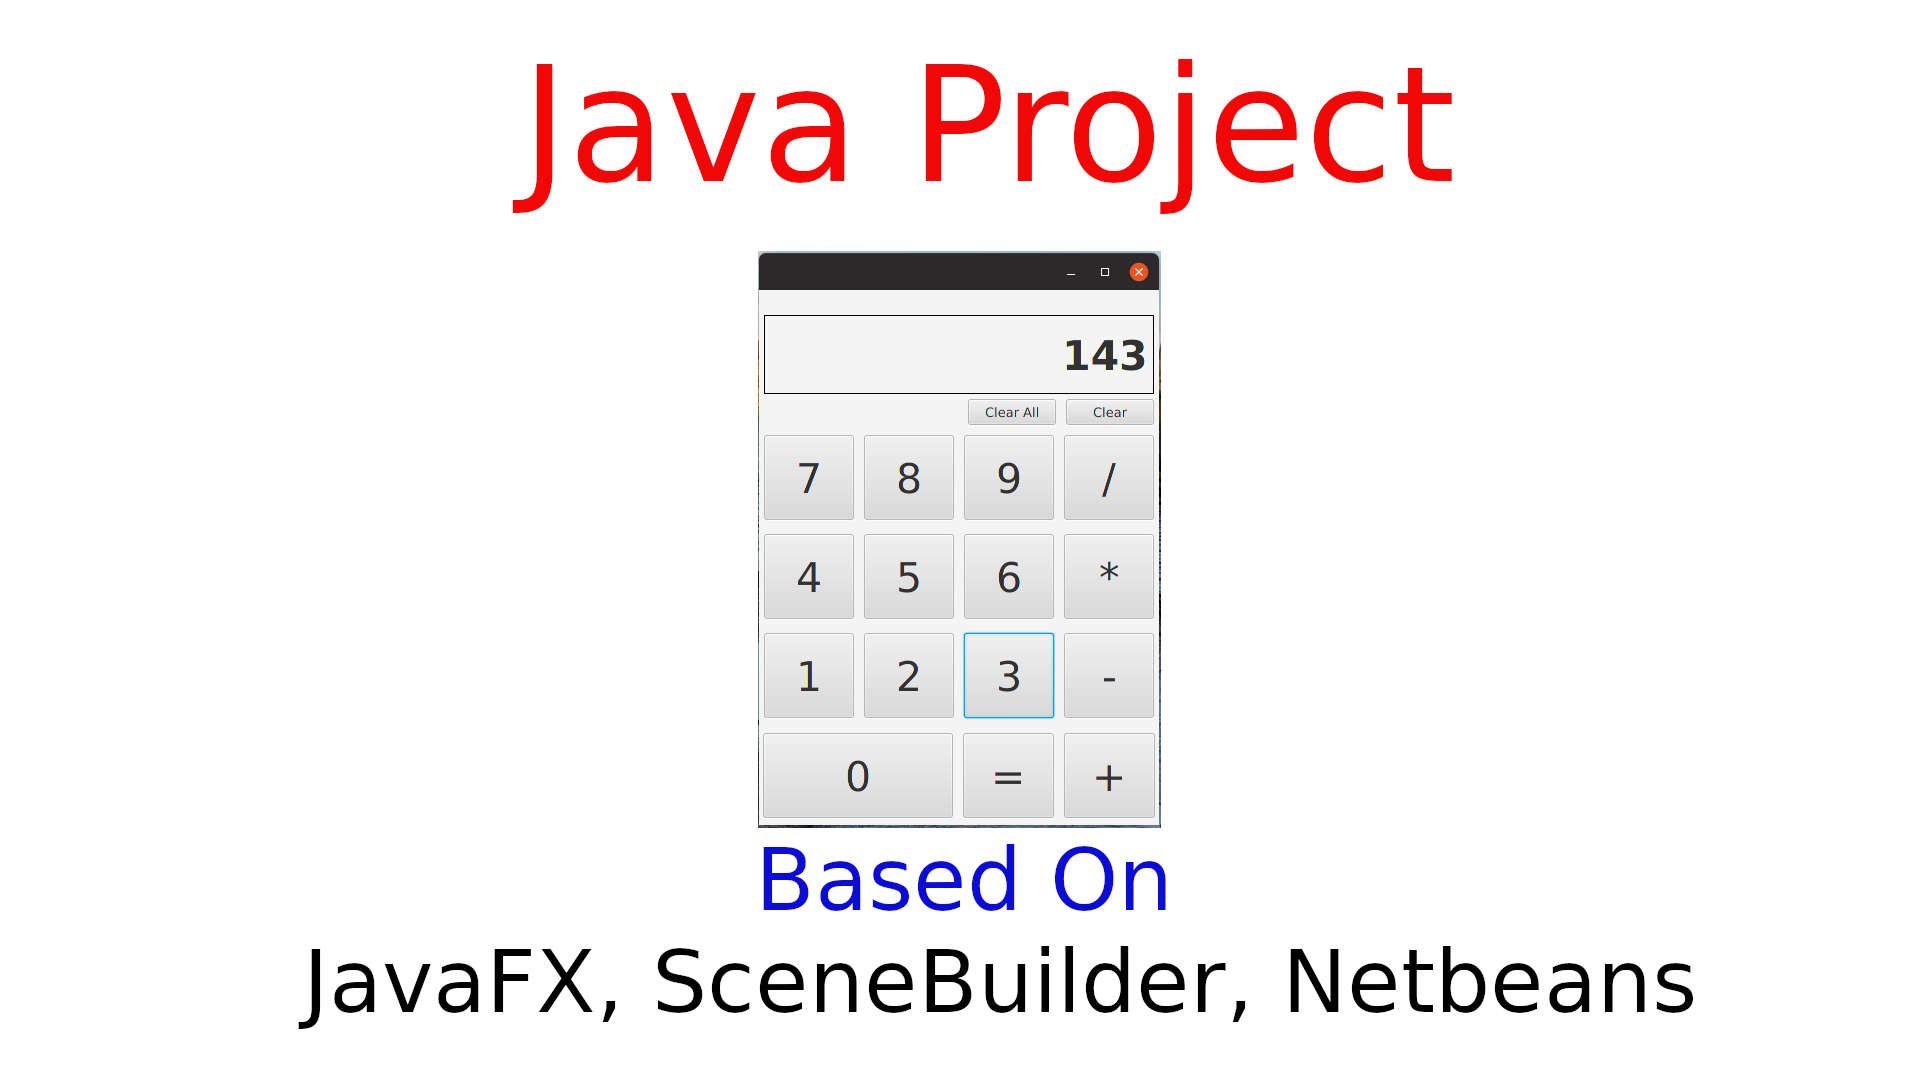 Java Project
143
Clear All Clear
7 8 9 /
4 5 6 *
1 2 3 -
0 = +
Based On
JavaFX, SceneBuilder, Netbeans